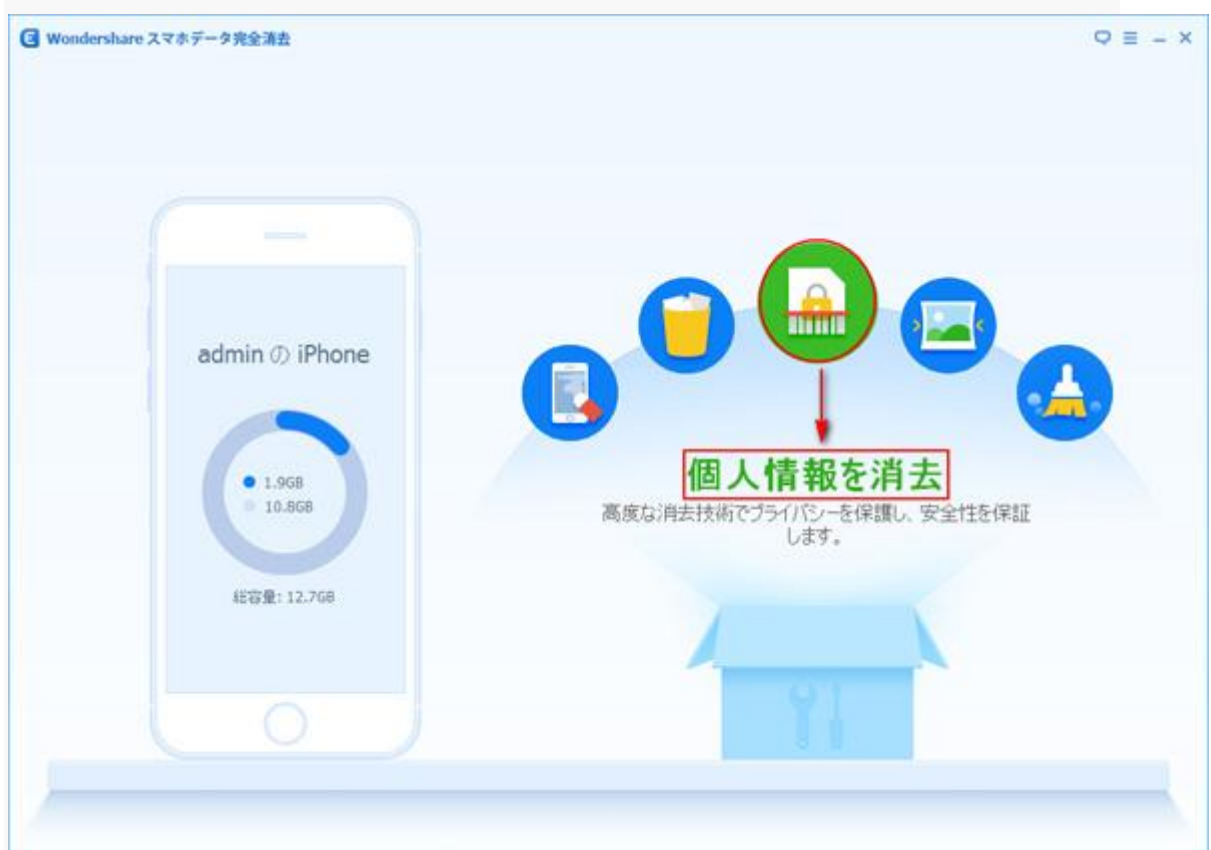 Wondershare スマホデータ完全消去
admin の iPhone
1.9GB
10.8GB
総容量: 12.7GB
個人情報を消去
高度な消去技術でプライバシーを保護し、安全性を保証
します。